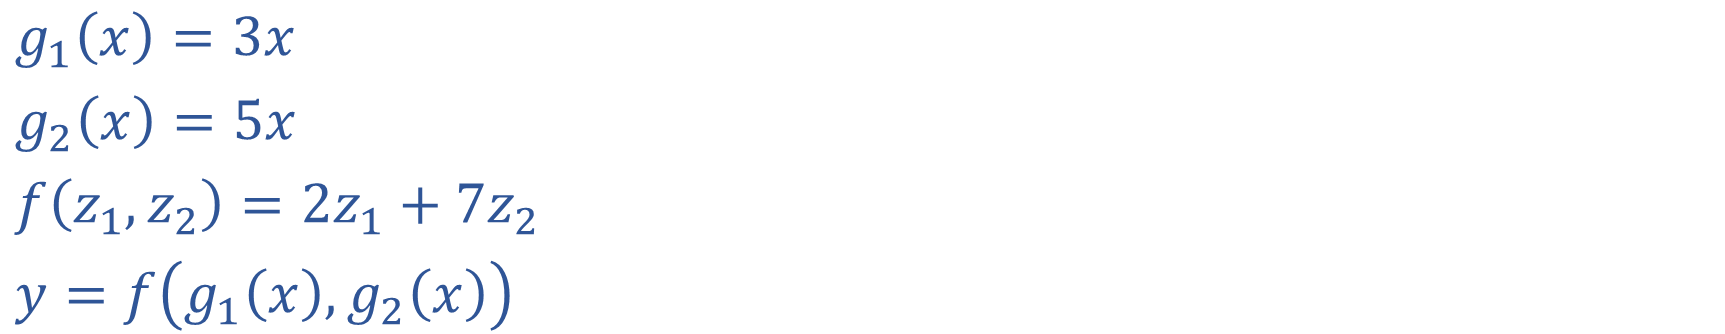 g₁(x) = 3x
g₂(x) = 5x
f(z₁, z₂) = 2z₁ + 7z₂
y = f(g₁(x), g₂(x))